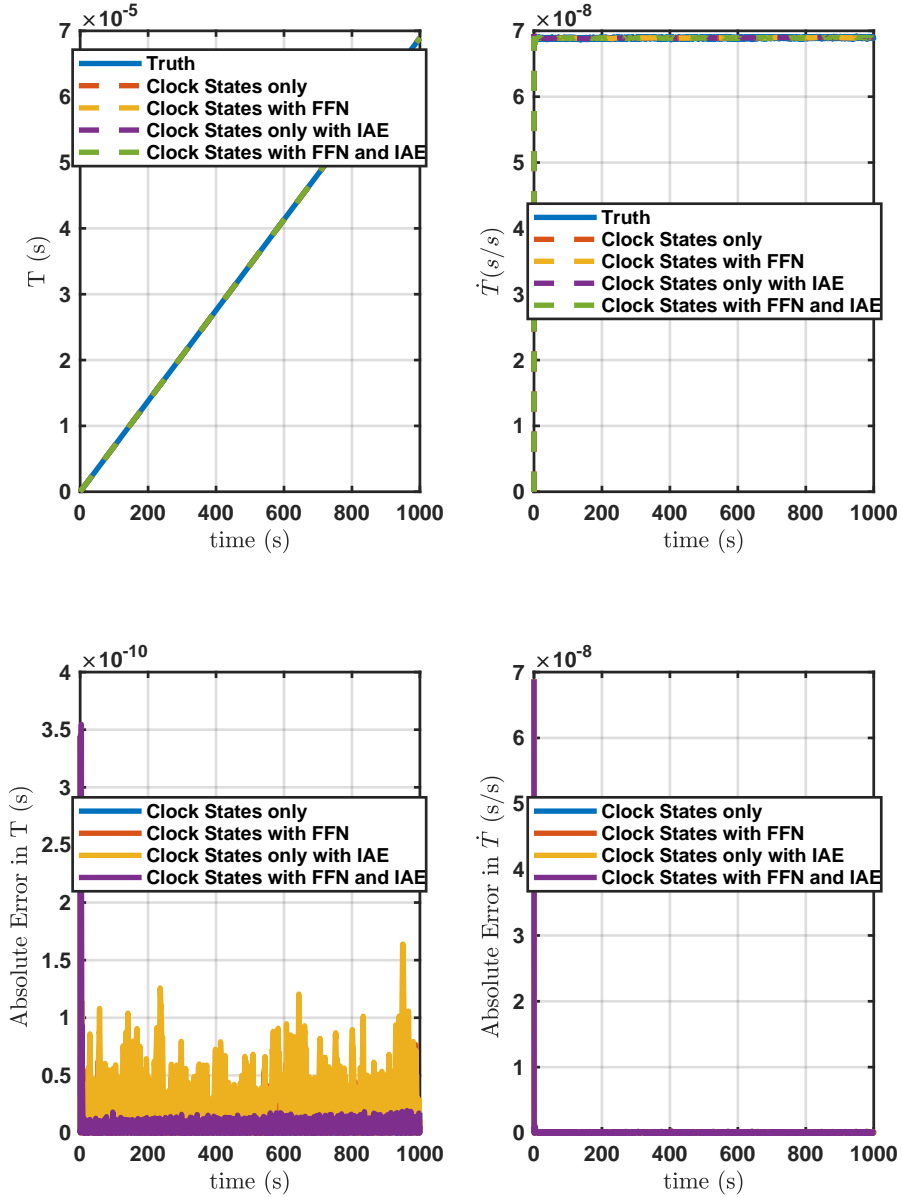 ×10-5
7
6
5
4
3
2
1
0
T (s)
Truth
Clock States only
Clock States with FFN
Clock States only with IAE
Clock States with FFN and IAE
0 200 400 600 800 1000
time (s)
×10-8
7
6
5
4
3
2
1
0
Ṫ(s/s)
Truth
Clock States only
Clock States with FFN
Clock States only with IAE
Clock States with FFN and IAE
0 200 400 600 800 1000
time (s)
×10-10
4
3.5
3
2.5
2
1.5
1
0.5
0
Absolute Error in T (s)
Clock States only
Clock States with FFN
Clock States only with IAE
Clock States with FFN and IAE
0 200 400 600 800 1000
time (s)
×10-8
7
6
5
4
3
2
1
0
Absolute Error in Ṫ (s/s)
Clock States only
Clock States with FFN
Clock States only with IAE
Clock States with FFN and IAE
0 200 400 600 800 1000
time (s)